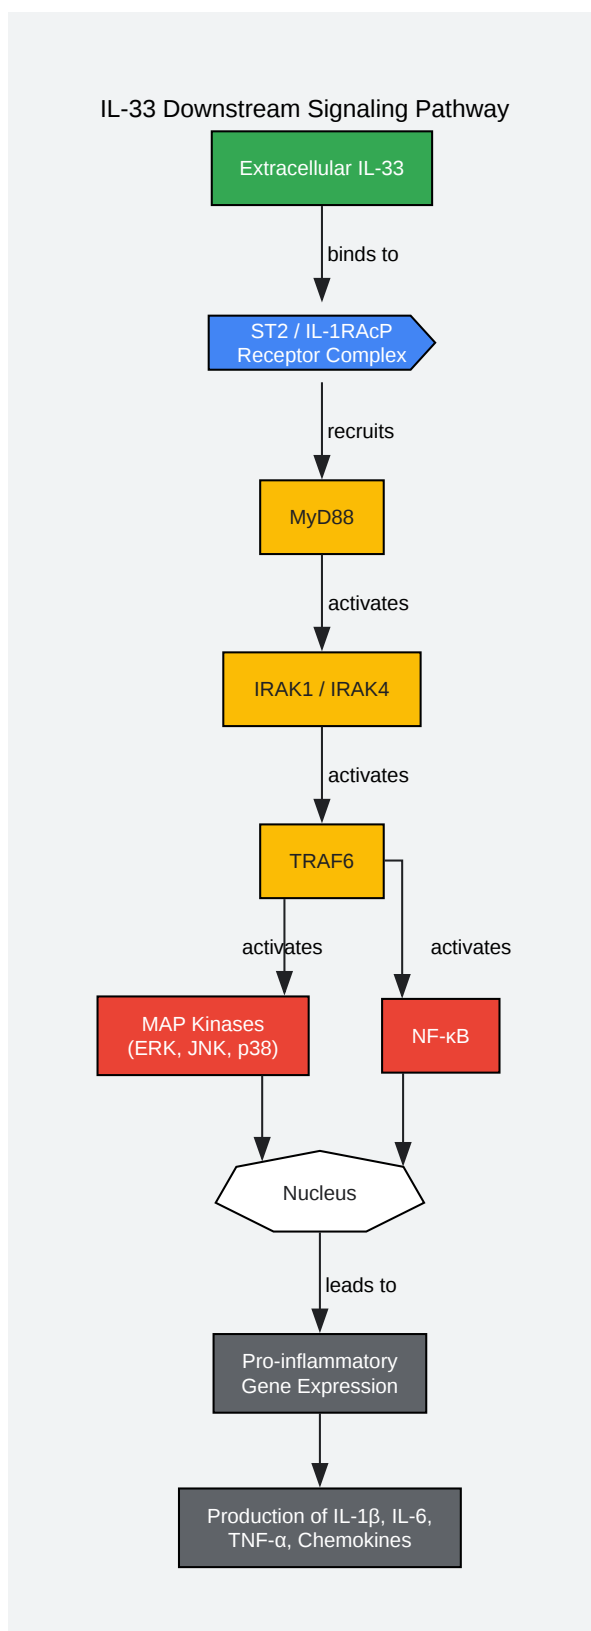 IL-33 Downstream Signaling Pathway
Extracellular IL-33
binds to
ST2 / IL-1RAcP
Receptor Complex
recruits
MyD88
activates
IRAK1 / IRAK4
activates
TRAF6
activates
activates
MAP Kinases
(ERK, JNK, p38)
NF-κB
Nucleus
leads to
Pro-inflammatory
Gene Expression
Production of IL-1β, IL-6,
TNF-α, Chemokines